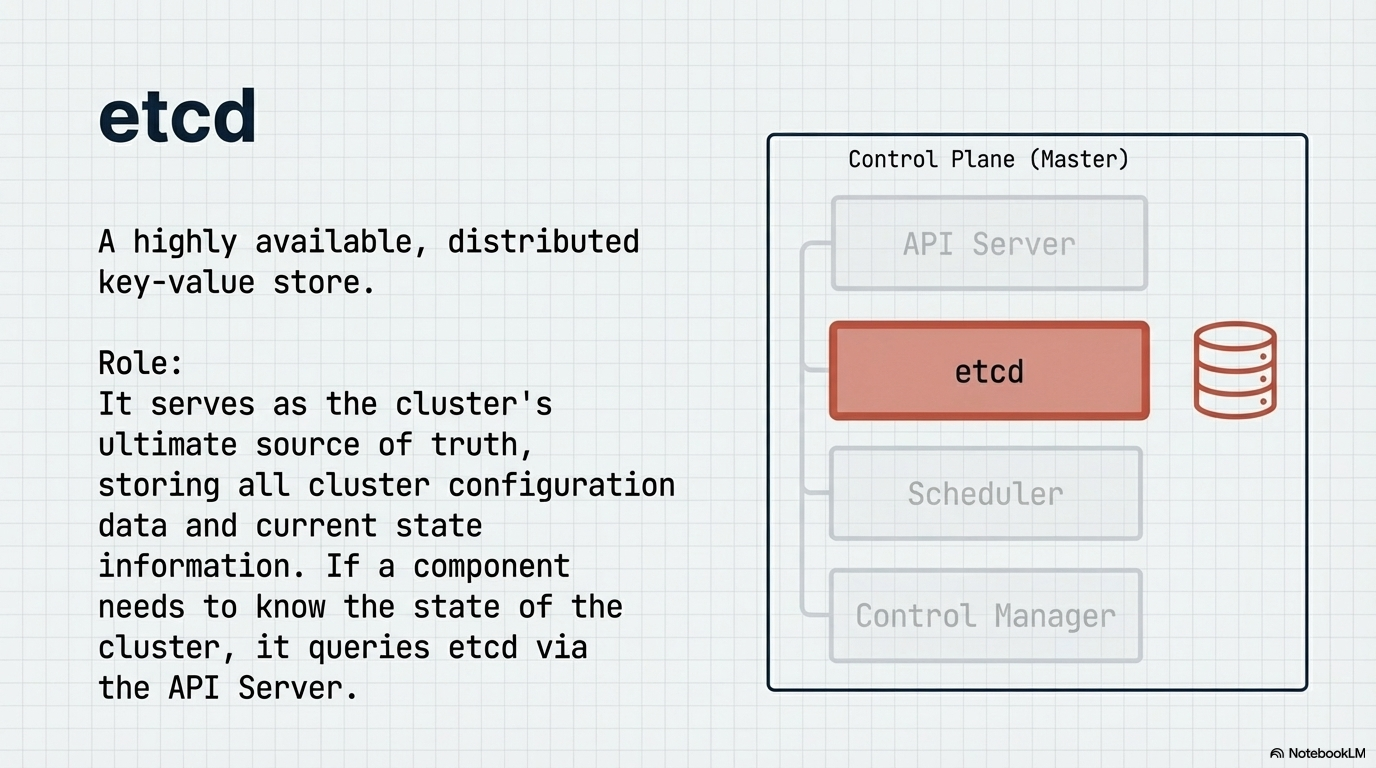 etcd
A highly available, distributed
key-value store.
Role:
It serves as the cluster's
ultimate source of truth,
storing all cluster configuration
data and current state
information. If a component
needs to know the state of the
cluster, it queries etcd via
the API Server.
Control Plane (Master)
API Server
etcd
Scheduler
Control Manager
NotebookLM